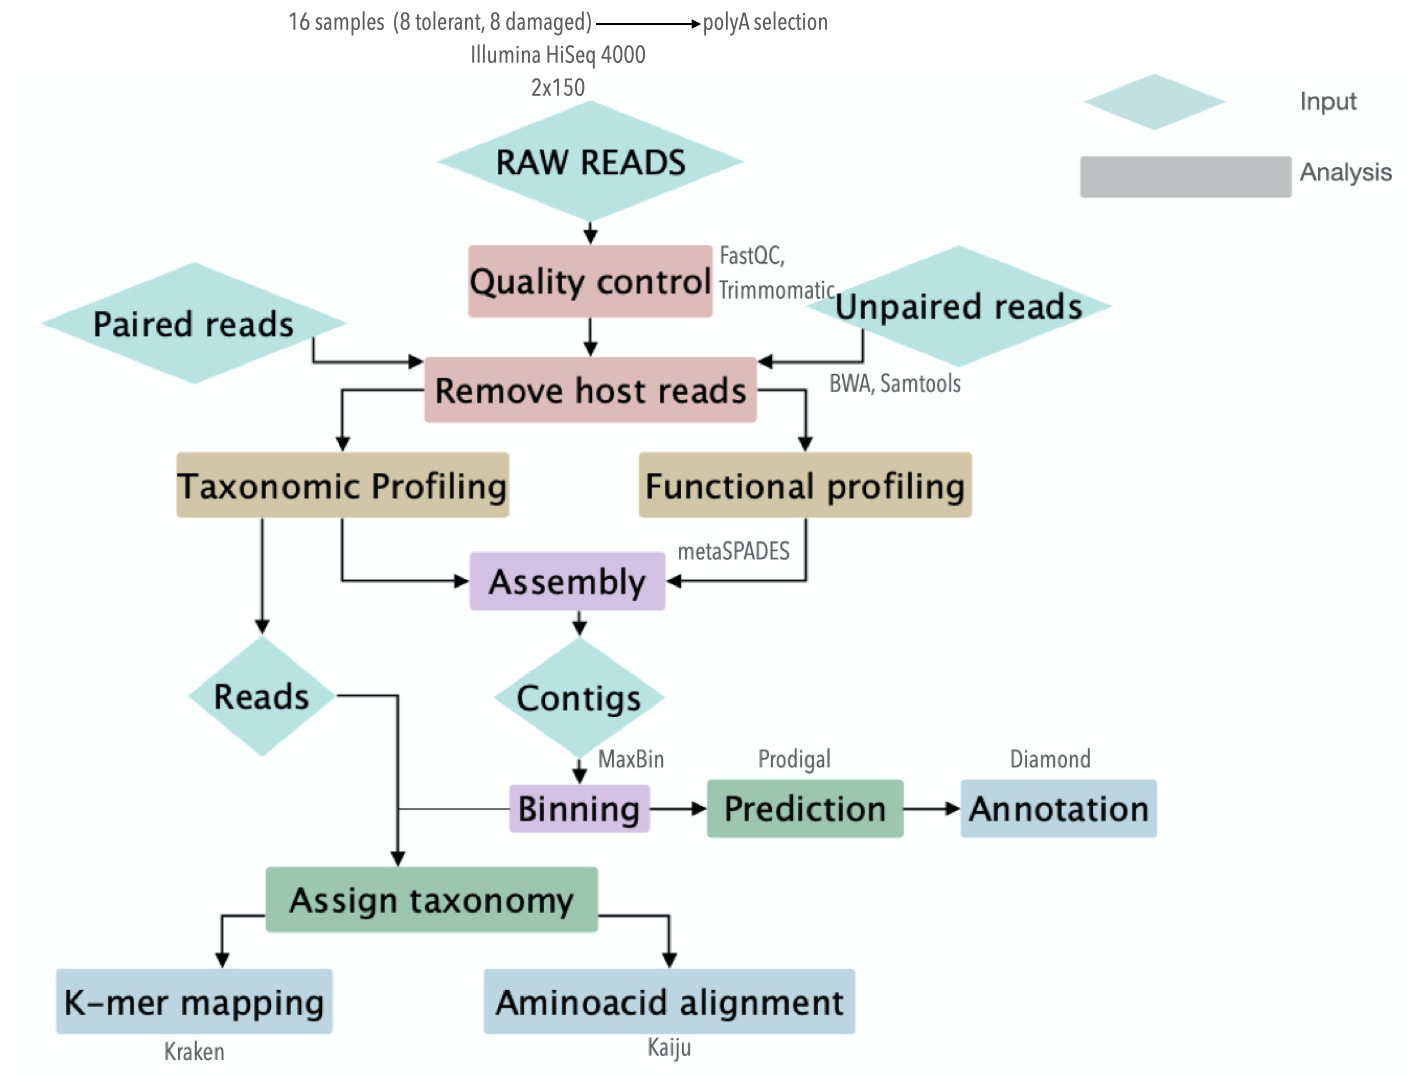 16 samples (8 tolerant, 8 damaged) polyA selection
Illumina HiSeq 4000
2x150
Input
RAW READS
Analysis
Quality control
FastQC,
Trimmomatic
Paired reads
Unpaired reads
Remove host reads
BWA, Samtools
Taxonomic Profiling
Functional profiling
metaSPADES
Assembly
Reads
Contigs
MaxBin
Prodigal
Diamond
Binning
Prediction
Annotation
Assign taxonomy
K-mer mapping
Aminoacid alignment
Kraken
Kaiju